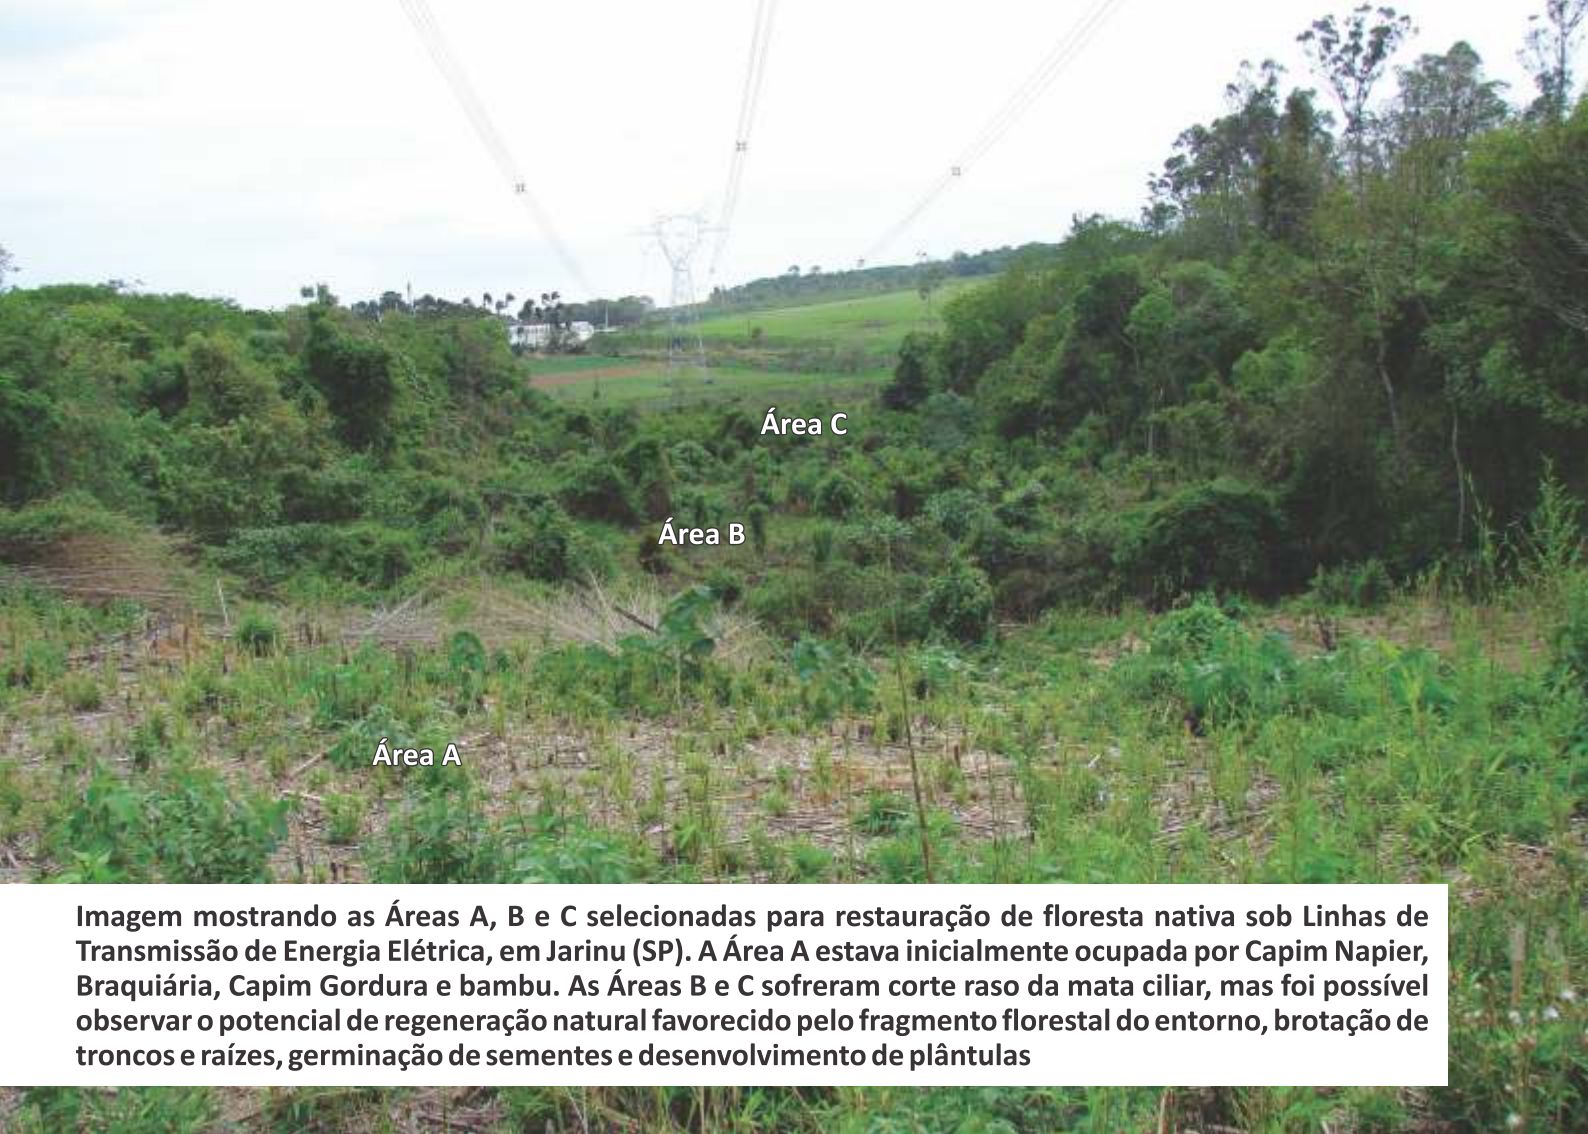 Área C
Área B
Área A
Imagem mostrando as Áreas A, B e C selecionadas para restauração de floresta nativa sob Linhas de
Transmissão de Energia Elétrica, em Jarinu (SP). A Área A estava inicialmente ocupada por Capim Napier,
Braquiária, Capim Gordura e bambu. As Áreas B e C sofreram corte raso da mata ciliar, mas foi possível
observar o potencial de regeneração natural favorecido pelo fragmento florestal do entorno, brotação de
troncos e raízes, germinação de sementes e desenvolvimento de plântulas